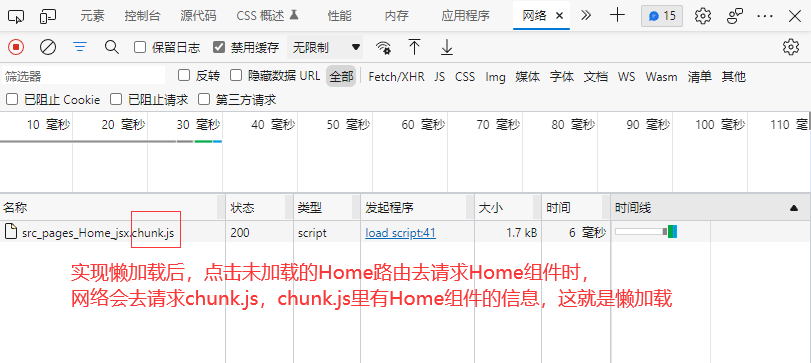 元素 控制台 源代码 CSS 概述 性能 内存 应用程序 网络 × 15
保留日志 禁用缓存 无限制
筛选器 反转 隐藏数据 URL 全部 Fetch/XHR JS CSS Img 媒体 字体 文档 WS Wasm 清单 其他
已阻止 Cookie 已阻止请求 第三方请求
10 毫秒 20 毫秒 30 毫秒 40 毫秒 50 毫秒 60 毫秒 70 毫秒 80 毫秒 90 毫秒 100 毫秒 110 毫
名称 状态 类型 发起程序 大小 时间 时间线
src_pages_Home_jsx.chunk.js 200 script load script:41 1.7 kB 6 毫秒
实现懒加载后，点击未加载的Home路由去请求Home组件时，
网络会去请求chunk.js，chunk.js里有Home组件的信息，这就是懒加载